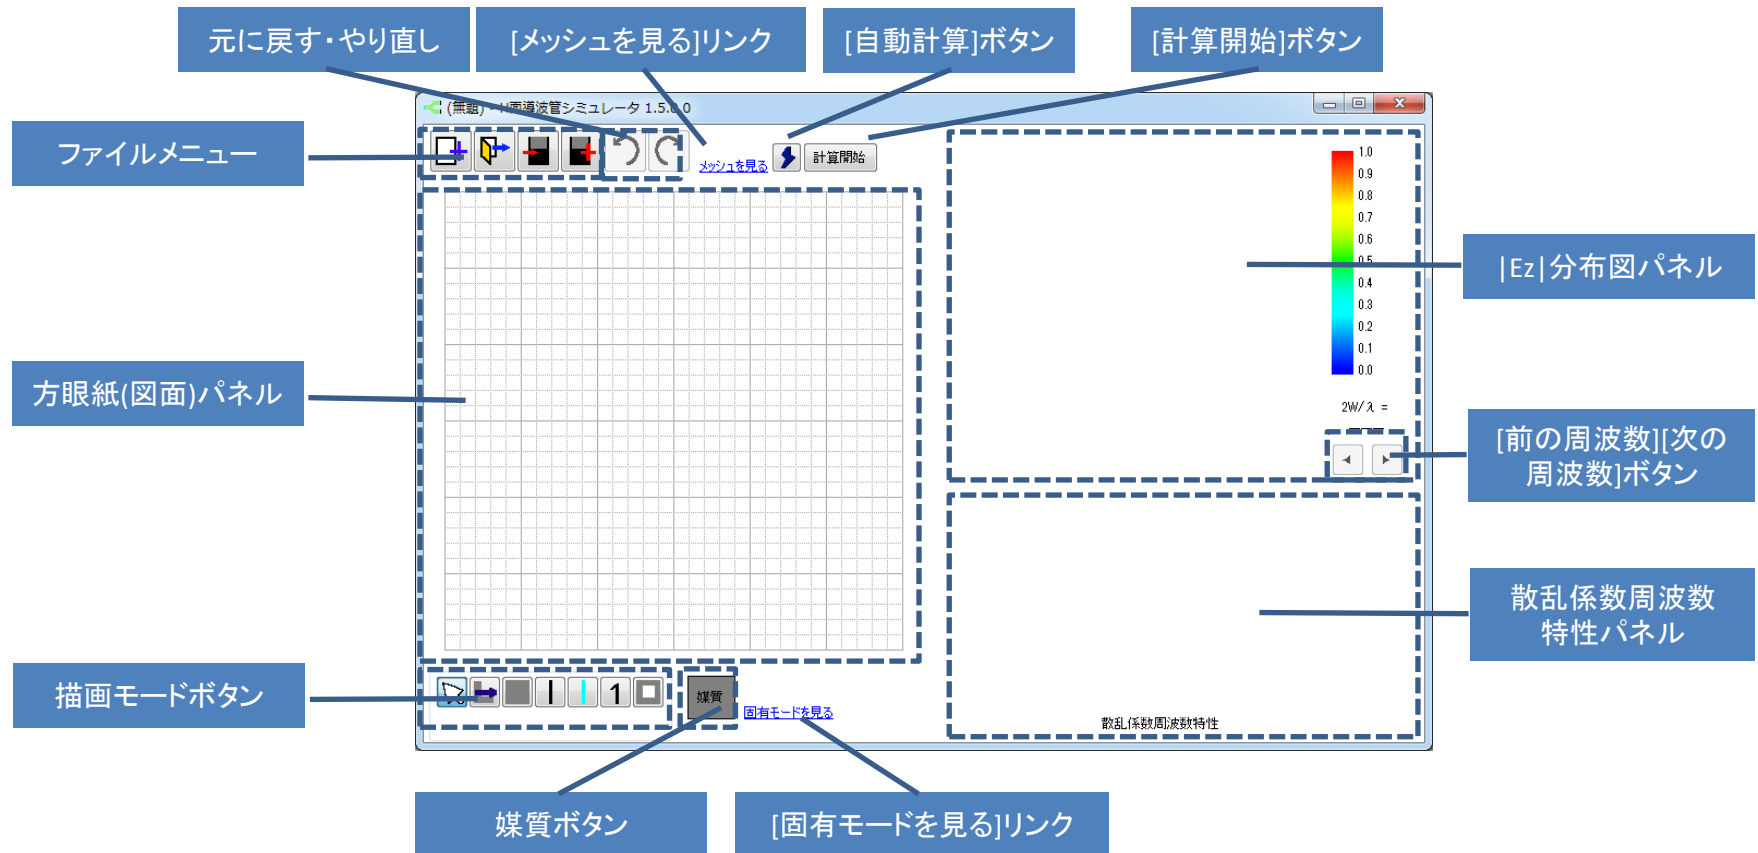 元に戻す・やり直し
[メッシュを見る]リンク
[自動計算]ボタン
[計算開始]ボタン
(無題) - H面導波管シミュレータ 1.5.0.0
ファイルメニュー
メッシュを見る
計算開始
1.0
0.9
0.8
0.7
0.6
0.5
0.4
0.3
0.2
0.1
0.0
|Ez|分布図パネル
方眼紙(図面)パネル
2W/λ =
---
[前の周波数][次の
周波数]ボタン
散乱係数周波数
特性パネル
描画モードボタン
1
媒質
固有モードを見る
散乱係数周波数特性
媒質ボタン
[固有モードを見る]リンク